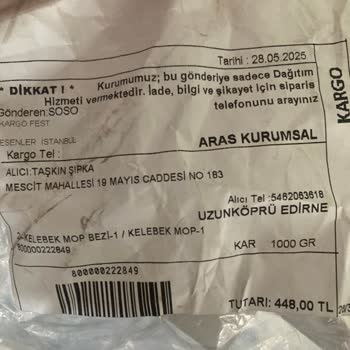 Tarihi : 28.05.2025
* DİKKAT ! * Kurumumuz; bu gönderiye sadece Dağıtım
Hizmeti vermektedir. İade, bilgi ve şikayet için sipariş
telefonunu arayınız
Gönderen:SOSO
KARGO FEST
ESENLER İSTANBUL
Kargo Tel :
ARAS KURUMSAL
KARGO
ALICI:TAŞKIN ŞIPKA
MESCİT MAHALLESİ 19 MAYIS CADDESİ NO 183
Alıcı Tel :5462063618
UZUNKÖPRÜ EDİRNE
2-KELEBEK MOP BEZİ-1 / KELEBEK MOP-1
800000222849
KAR 1000 GR
800000222849
TUTARI: 448,00 TL